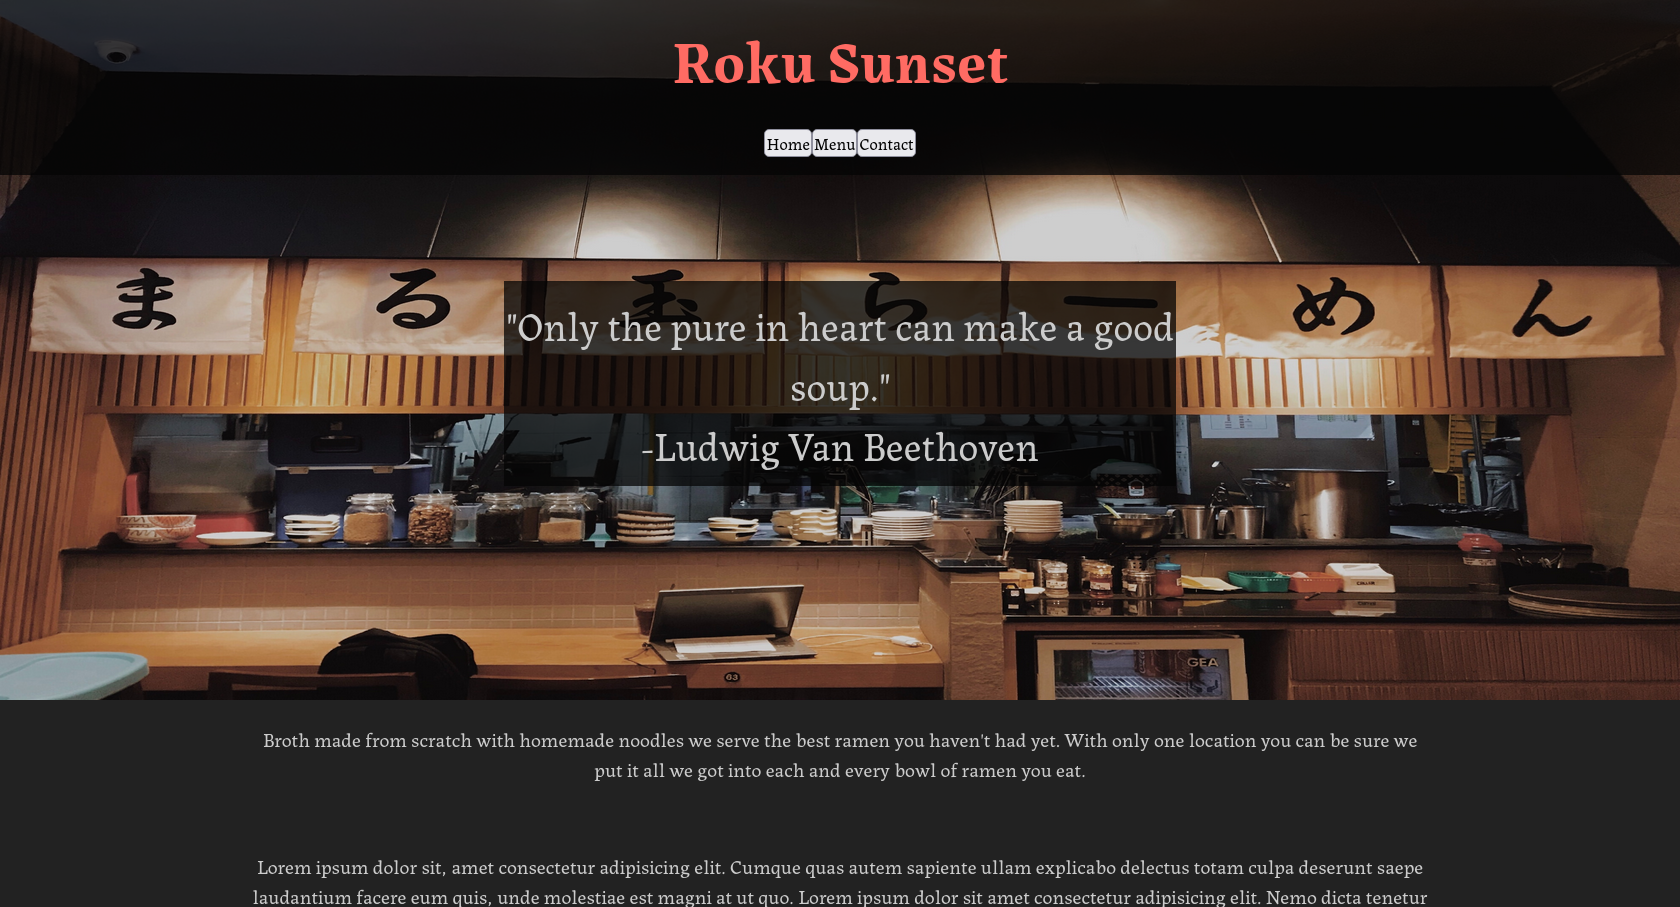 Roku Sunset
Home Menu Contact
まる玉らーめん
"Only the pure in heart can make a good
soup."
-Ludwig Van Beethoven
63
GEA
Broth made from scratch with homemade noodles we serve the best ramen you haven't had yet. With only one location you can be sure we
put it all we got into each and every bowl of ramen you eat.
Lorem ipsum dolor sit, amet consectetur adipisicing elit. Cumque quas autem sapiente ullam explicabo delectus totam culpa deserunt saepe
laudantium facere eum quis, unde molestiae est magni at ut quo. Lorem ipsum dolor sit amet consectetur adipisicing elit. Nemo dicta tenetur